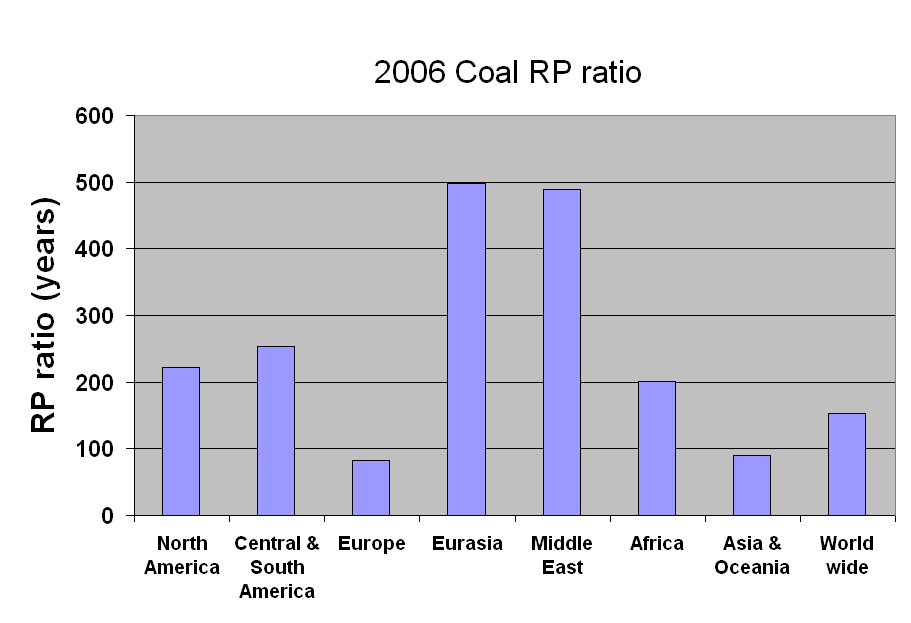 2006 Coal RP ratio
RP ratio (years)
600
500
400
300
200
100
0
North
America
Central &
South
America
Europe
Eurasia
Middle
East
Africa
Asia &
Oceania
World
wide